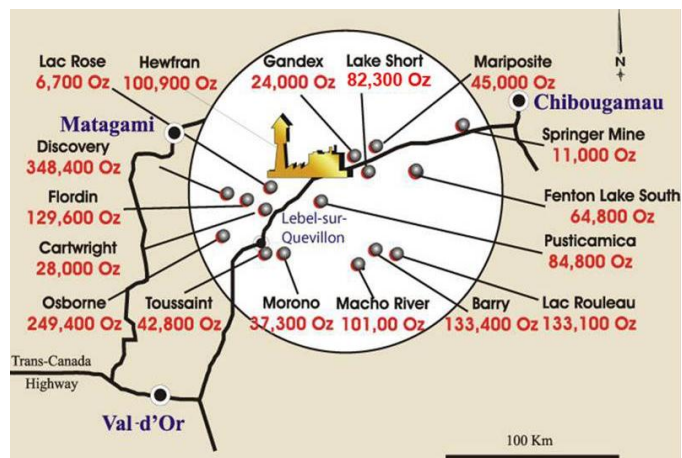 Lac Rose
6,700 Oz
Hewfran
100,900 Oz
Gandex
24,000 Oz
Lake Short
82,300 Oz
Mariposite
45,000 Oz
N
Chibougamau
Matagami
Springer Mine
11,000 Oz
Discovery
348,400 Oz
Flordin
129,600 Oz
Fenton Lake South
64,800 Oz
Lebel-sur-
Quevillon
Cartwright
28,000 Oz
Pusticamica
84,800 Oz
Osborne
249,400 Oz
Toussaint
42,800 Oz
Morono
37,300 Oz
Macho River
101,00 Oz
Barry
133,400 Oz
Lac Rouleau
133,100 Oz
Trans-Canada
Highway
Val-d'Or
100 Km